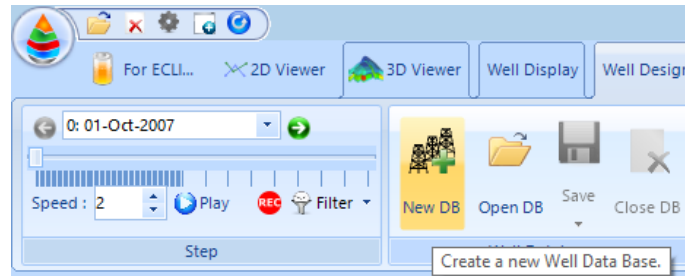 For ECLI... 2D Viewer 3D Viewer Well Display Well Design
0: 01-Oct-2007
Speed : 2 Play REC Filter
New DB Open DB Save Close DB
Step
Create a new Well Data Base.